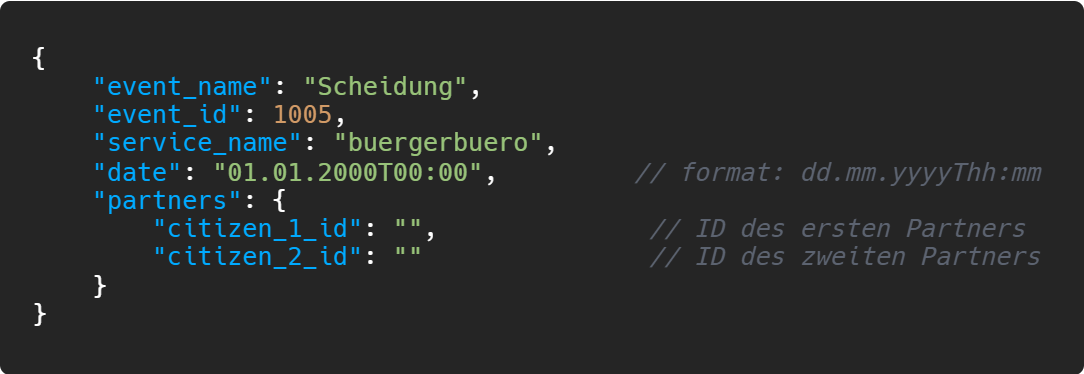 {
    "event_name": "Scheidung",
    "event_id": 1005,
    "service_name": "buergerbuero",
    "date": "01.01.2000T00:00",          // format: dd.mm.yyyyThh:mm
    "partners": {
        "citizen_1_id": "",               // ID des ersten Partners
        "citizen_2_id": ""                // ID des zweiten Partners
    }
}